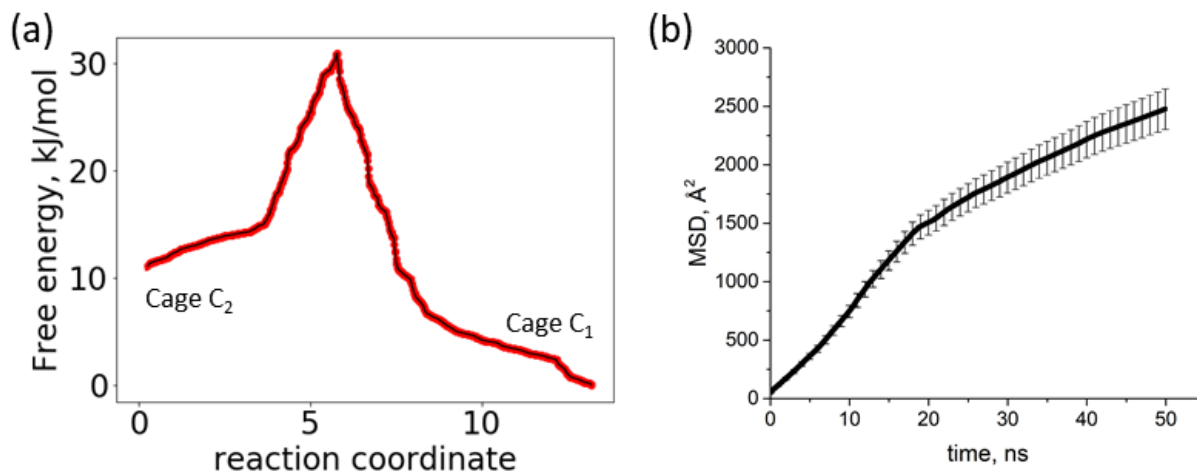 (a)
Free energy, kJ/mol
30
20
10
0
Cage C₂
Cage C₁
0 5 10
reaction coordinate
(b)
MSD, Å²
3000
2500
2000
1500
1000
500
0
0 10 20 30 40 50
time, ns